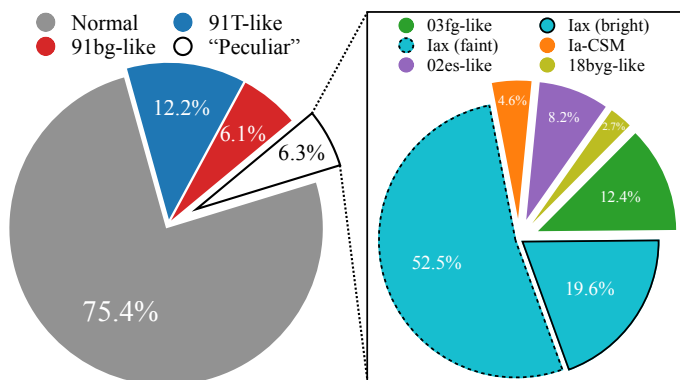 Normal
91T-like
91bg-like
“Peculiar”
12.2%
6.1%
6.3%
75.4%
03fg-like
Iax (bright)
Iax (faint)
Ia-CSM
02es-like
18byg-like
4.6%
8.2%
2.7%
12.4%
52.5%
19.6%